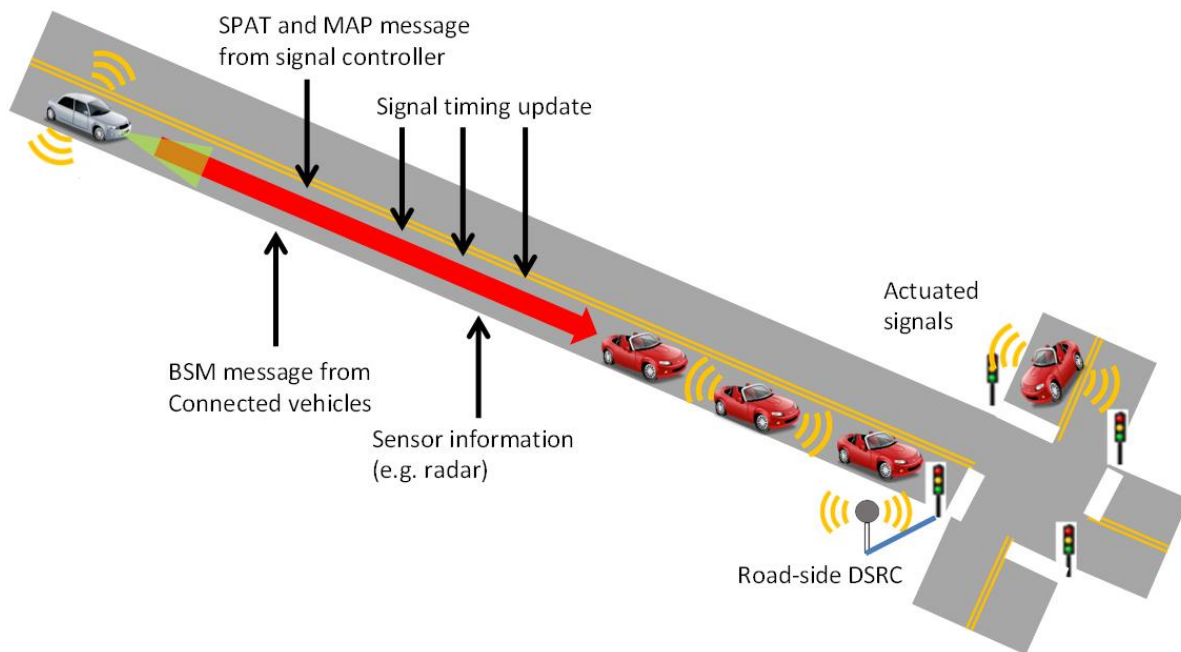 SPAT and MAP message
from signal controller
Signal timing update
Actuated
signals
BSM message from
Connected vehicles
Sensor information
(e.g. radar)
Road-side DSRC